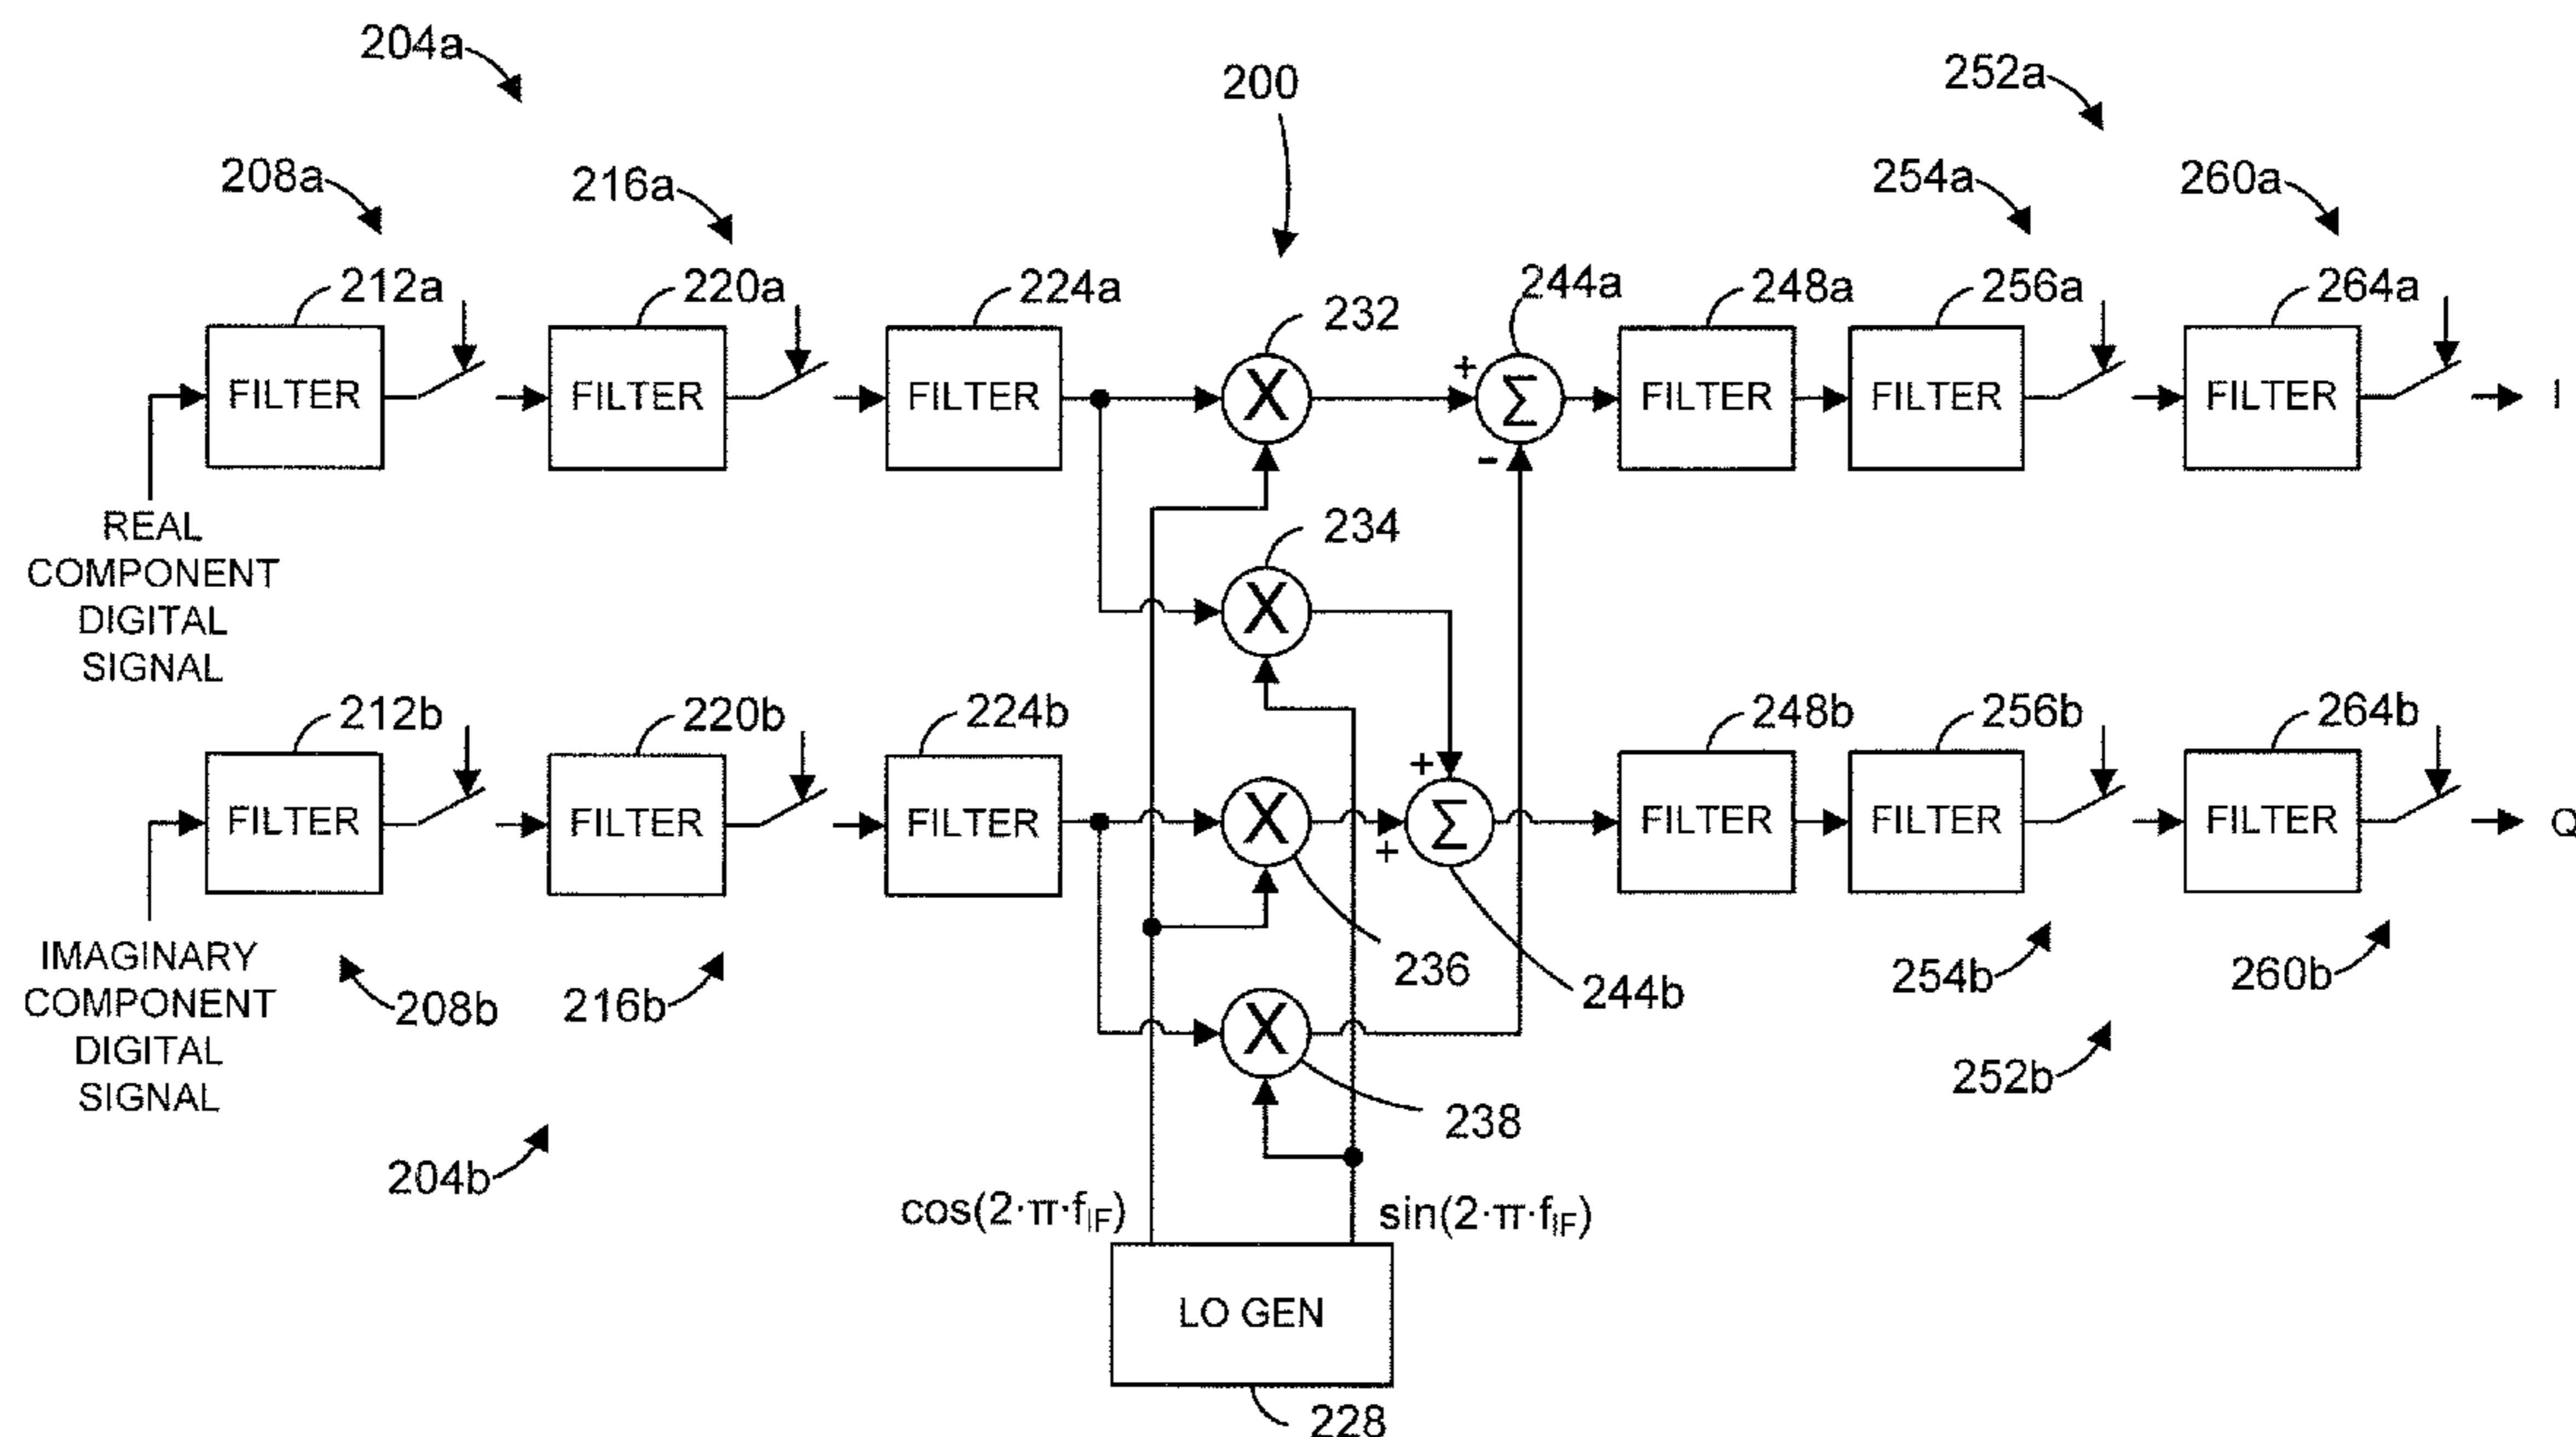 204a
200
252a
208a
216a
254a
260a
212a
220a
224a
232
244a
248a
256a
264a
FILTER
FILTER
FILTER
X
+
Σ
-
FILTER
FILTER
FILTER
I
REAL
COMPONENT
DIGITAL
SIGNAL
234
X
212b
220b
224b
248b
256b
264b
FILTER
FILTER
FILTER
X
+
+
Σ
FILTER
FILTER
FILTER
Q
IMAGINARY
COMPONENT
DIGITAL
SIGNAL
208b
216b
236
244b
254b
260b
X
238
252b
204b
cos(2·π·fIF)
sin(2·π·fIF)
LO GEN
228